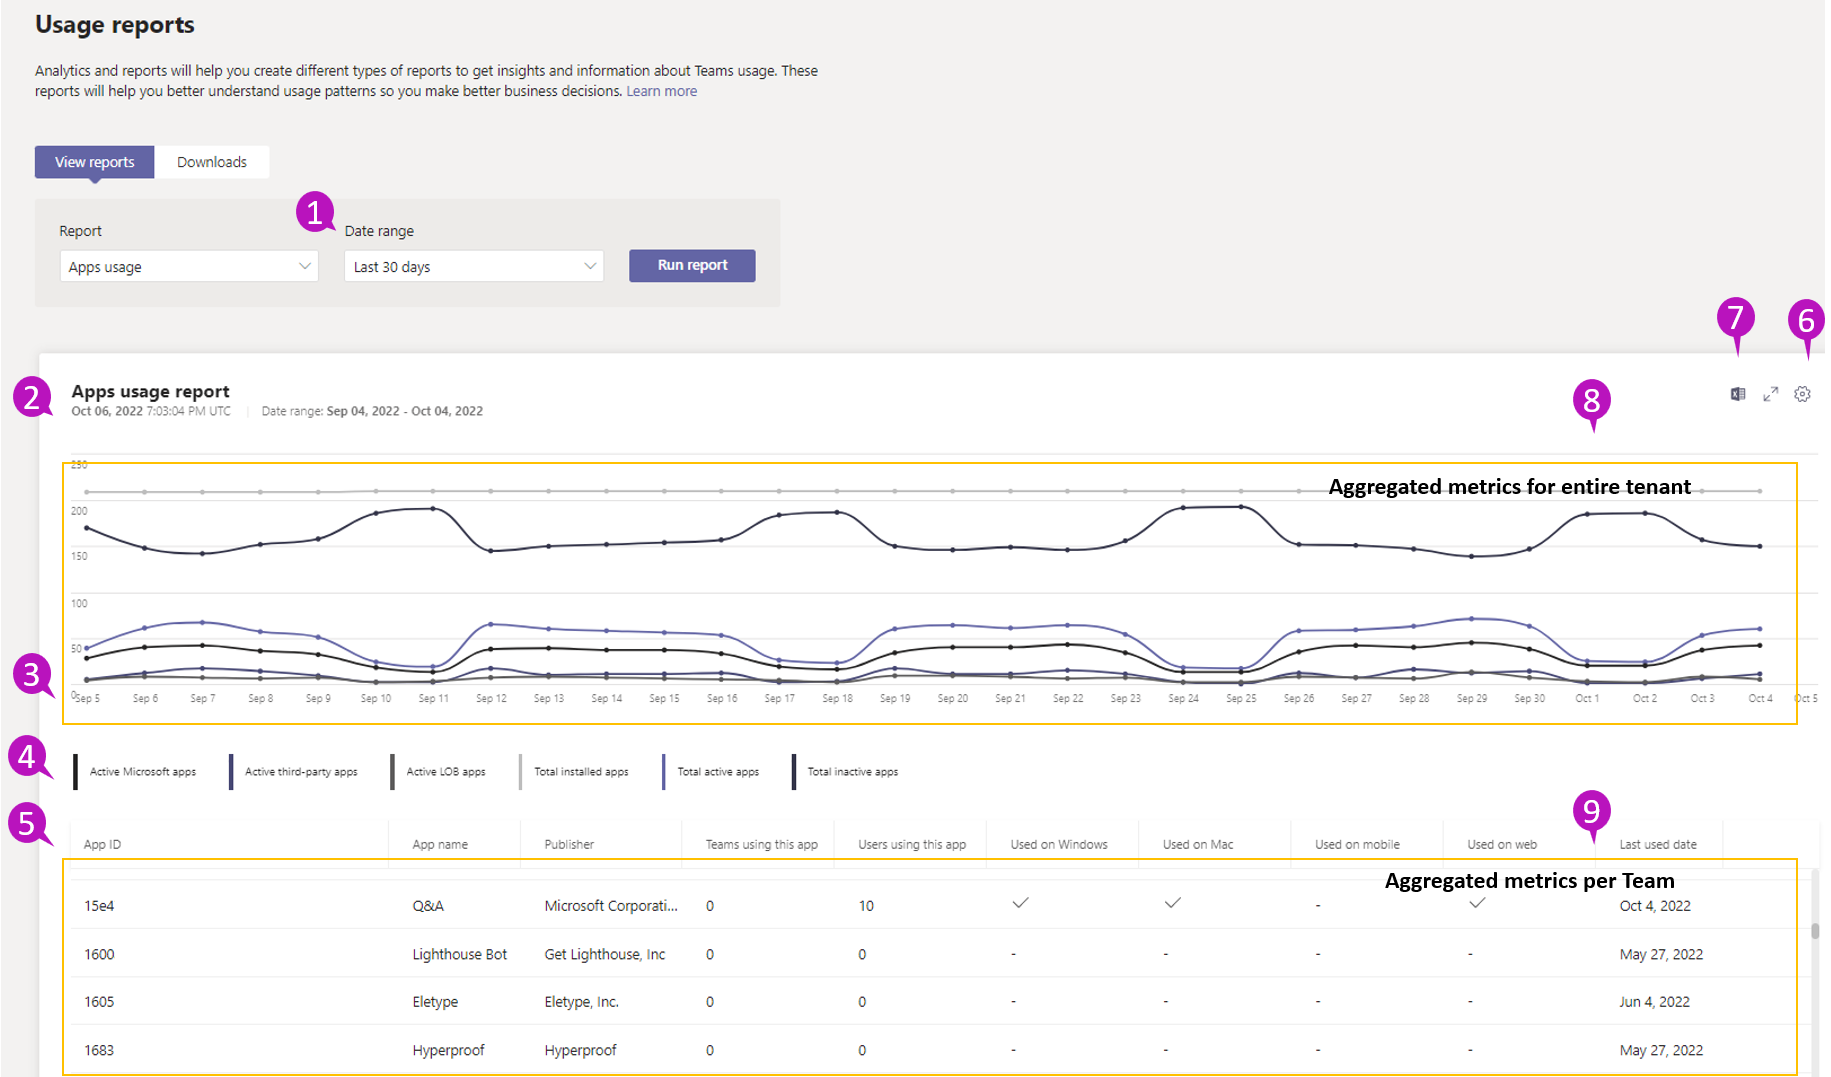 Usage reports
Analytics and reports will help you create different types of reports to get insights and information about Teams usage. These
reports will help you better understand usage patterns so you make better business decisions. Learn more
View reports Downloads
1
Report Date range
Apps usage Last 30 days Run report
7 6
2 Apps usage report 8
Oct 06, 2022 7:03:04 PM UTC | Date range: Sep 04, 2022 - Oct 04, 2022
250
Aggregated metrics for entire tenant
200
150
100
50
3
0
Sep 5 Sep 6 Sep 7 Sep 8 Sep 9 Sep 10 Sep 11 Sep 12 Sep 13 Sep 14 Sep 15 Sep 16 Sep 17 Sep 18 Sep 19 Sep 20 Sep 21 Sep 22 Sep 23 Sep 24 Sep 25 Sep 26 Sep 27 Sep 28 Sep 29 Sep 30 Oct 1 Oct 2 Oct 3 Oct 4 Oct 5
4 Active Microsoft apps Active third-party apps Active LOB apps Total installed apps Total active apps Total inactive apps
5 9
App ID App name Publisher Teams using this app Users using this app Used on Windows Used on Mac Used on mobile Used on web Last used date
Aggregated metrics per Team
15e4 Q&A Microsoft Corporati... 0 10 ✓ ✓ - ✓ Oct 4, 2022
1600 Lighthouse Bot Get Lighthouse, Inc 0 0 - - - - May 27, 2022
1605 Eletype Eletype, Inc. 0 0 - - - - Jun 4, 2022
1683 Hyperproof Hyperproof 0 0 - - - - May 27, 2022